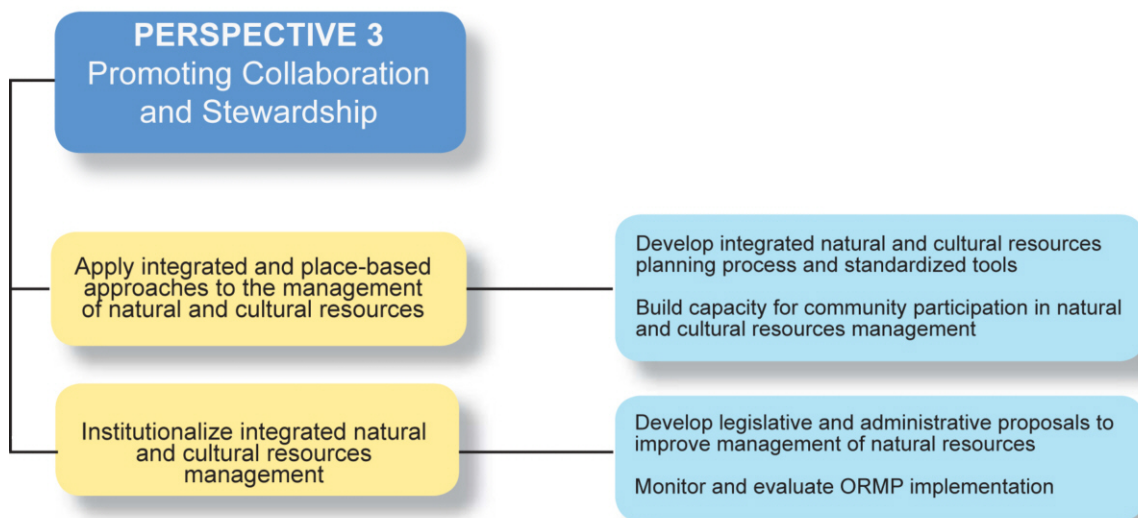 PERSPECTIVE 3
Promoting Collaboration
and Stewardship
Apply integrated and place-based
approaches to the management
of natural and cultural resources
Develop integrated natural and cultural resources
planning process and standardized tools
Build capacity for community participation in natural
and cultural resources management
Institutionalize integrated natural
and cultural resources
management
Develop legislative and administrative proposals to
improve management of natural resources
Monitor and evaluate ORMP implementation